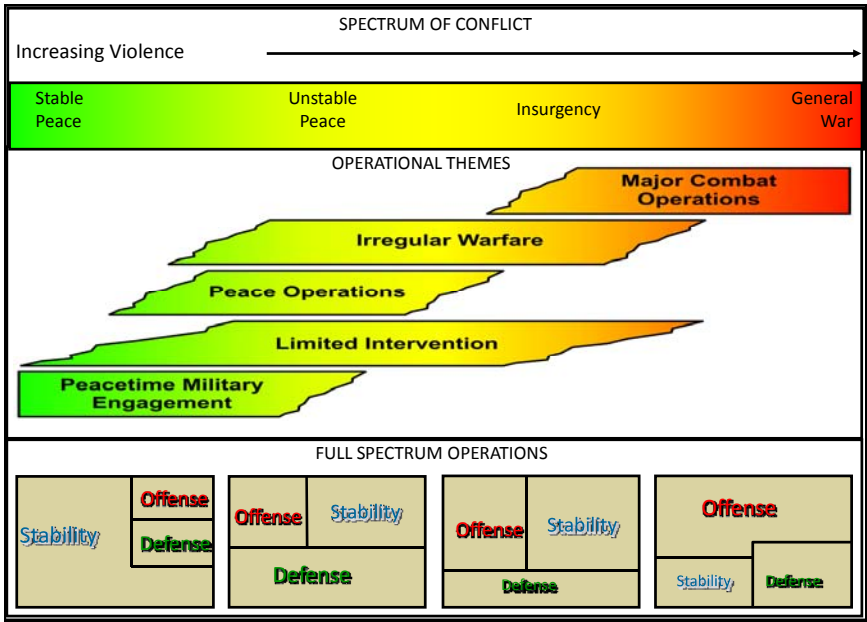 SPECTRUM OF CONFLICT
Increasing Violence
Stable
Peace
Unstable
Peace
Insurgency
General
War
OPERATIONAL THEMES
Major Combat
Operations
Irregular Warfare
Peace Operations
Limited Intervention
Peacetime Military
Engagement
FULL SPECTRUM OPERATIONS
Stability
Offense
Defense
Offense
Stability
Defense
Offense
Stability
Defense
Offense
Stability
Defense